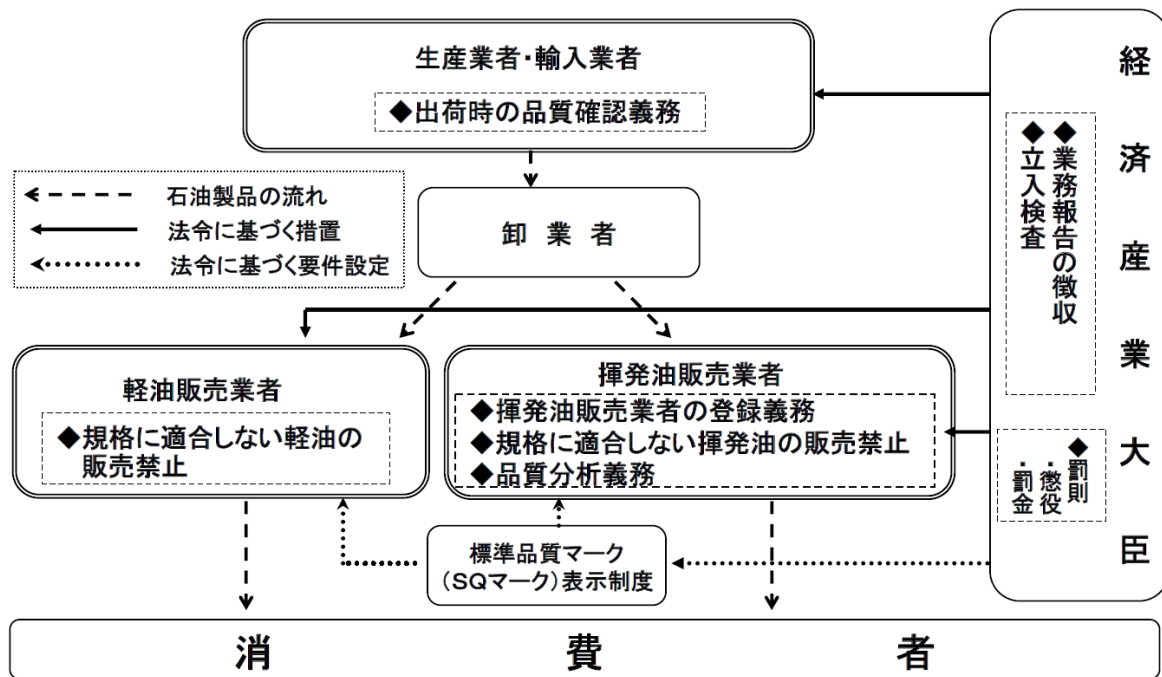 生産業者・輸入業者
◆出荷時の品質確認義務
石油製品の流れ
法令に基づく措置
法令に基づく要件設定
卸業者
軽油販売業者
◆規格に適合しない軽油の
販売禁止
揮発油販売業者
◆揮発油販売業者の登録義務
◆規格に適合しない揮発油の販売禁止
◆品質分析義務
標準品質マーク
(SQマーク)表示制度
経済産業大臣
◆業務報告の徴収
◆立入検査
◆罰則
・懲役
・罰金
消費者